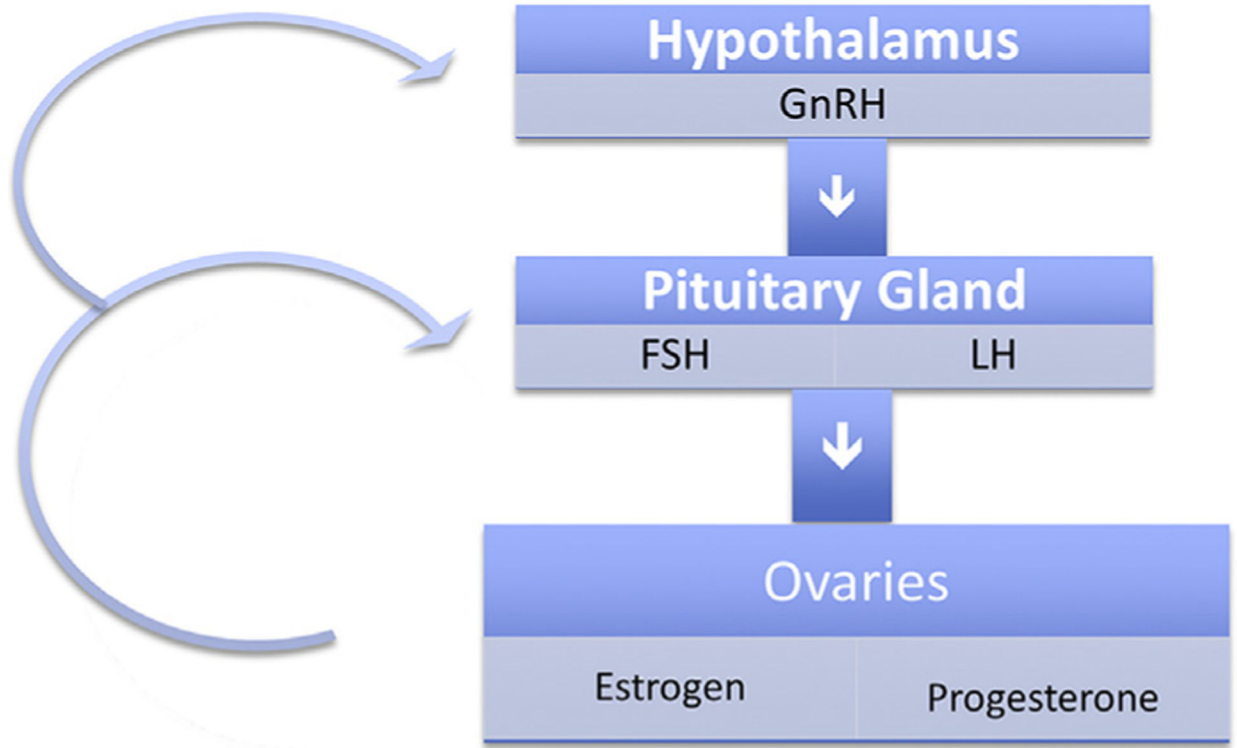 Hypothalamus
GnRH
Pituitary Gland
FSH LH
Ovaries
Estrogen Progesterone